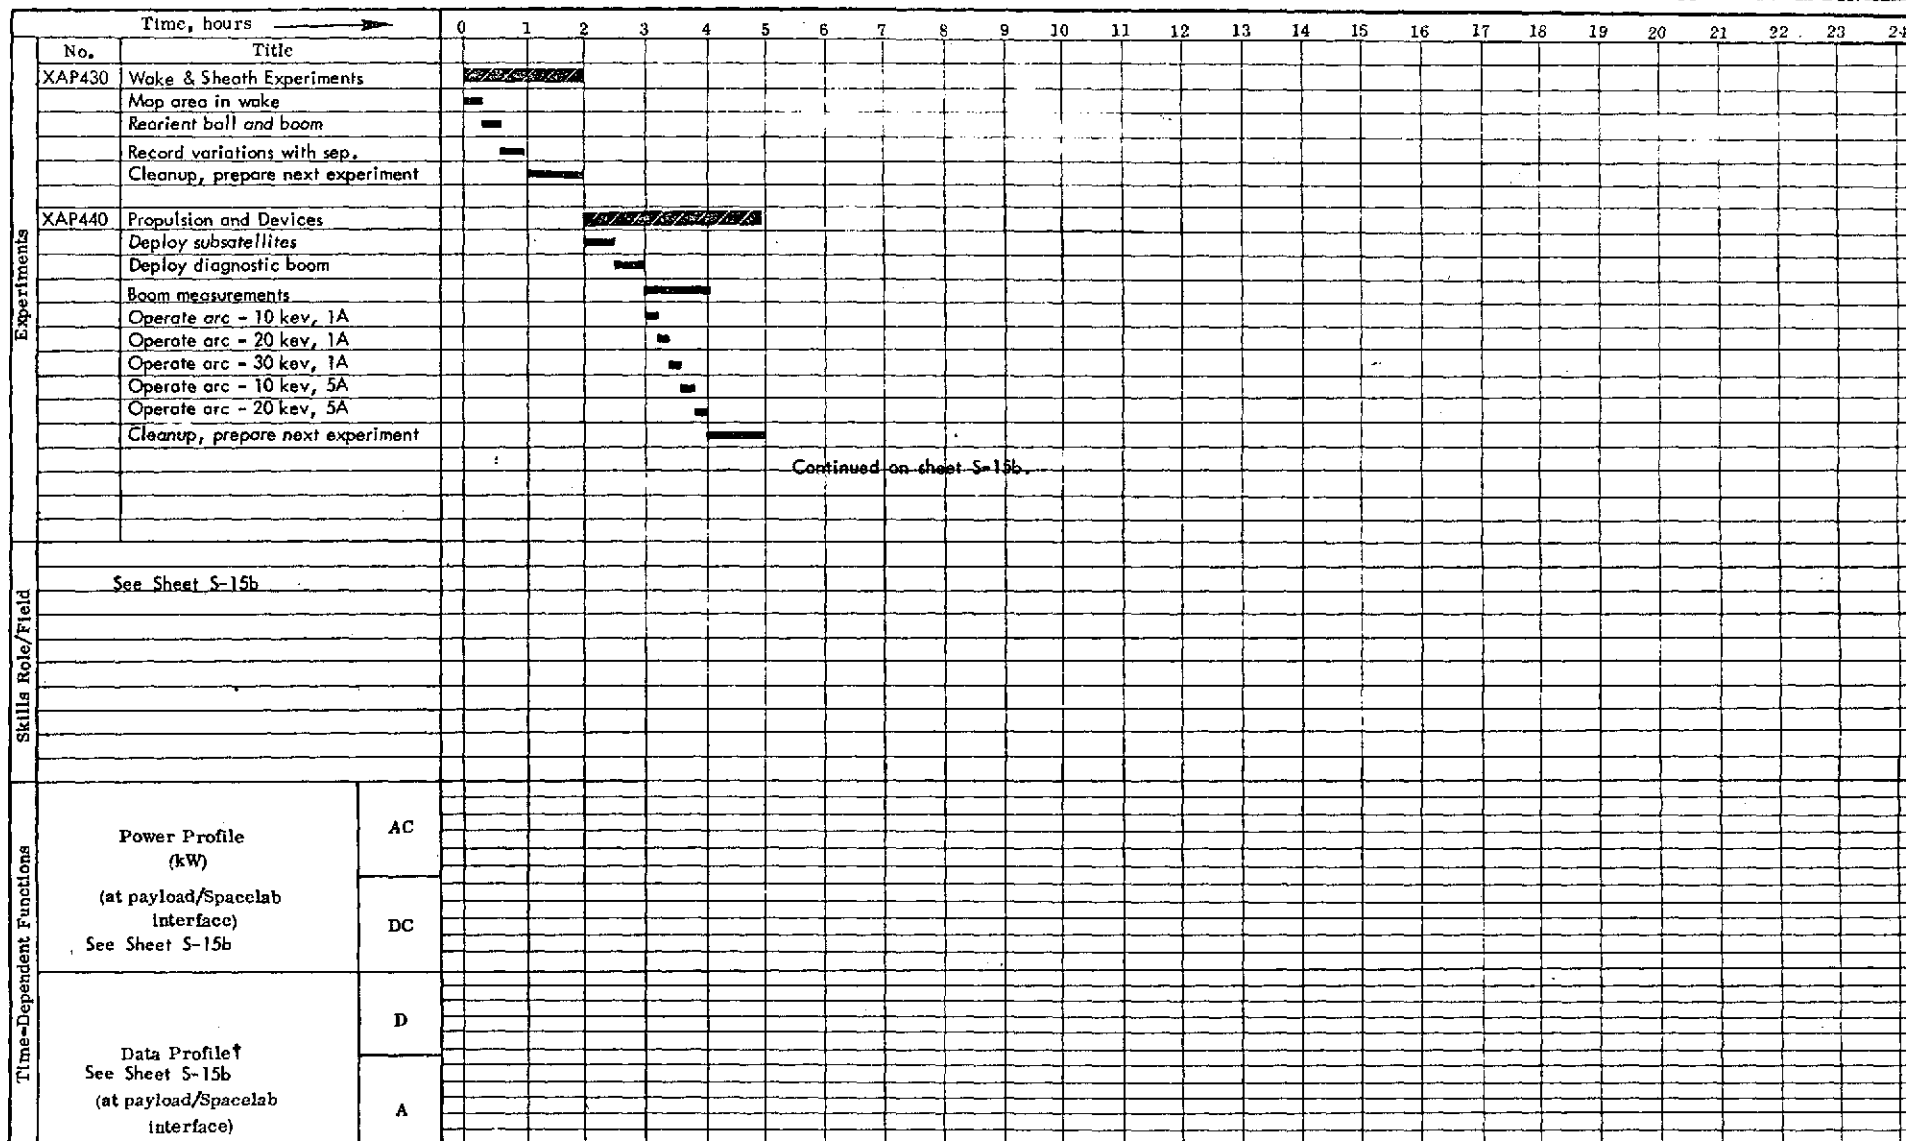 Time, hours
0 1 2 3 4 5 6 7 8 9 10 11 12 13 14 15 16 17 18 19 20 21 22 23 24
No. Title
Experiments
XAP430 Wake & Sheath Experiments
Map area in wake
Reorient ball and boom
Record variations with sep.
Cleanup, prepare next experiment
XAP440 Propulsion and Devices
Deploy subsatellites
Deploy diagnostic boom
Boom measurements
Operate arc - 10 kev, 1A
Operate arc - 20 kev, 1A
Operate arc - 30 kev, 1A
Operate arc - 10 kev, 5A
Operate arc - 20 kev, 5A
Cleanup, prepare next experiment
Continued on sheet S-15b.
Skills Role/Field
See Sheet S-15b
Time-Dependent Functions
Power Profile
(kW)
(at payload/Spacelab
interface)
See Sheet S-15b
AC
DC
Data Profile†
See Sheet S-15b
(at payload/Spacelab
interface)
D
A